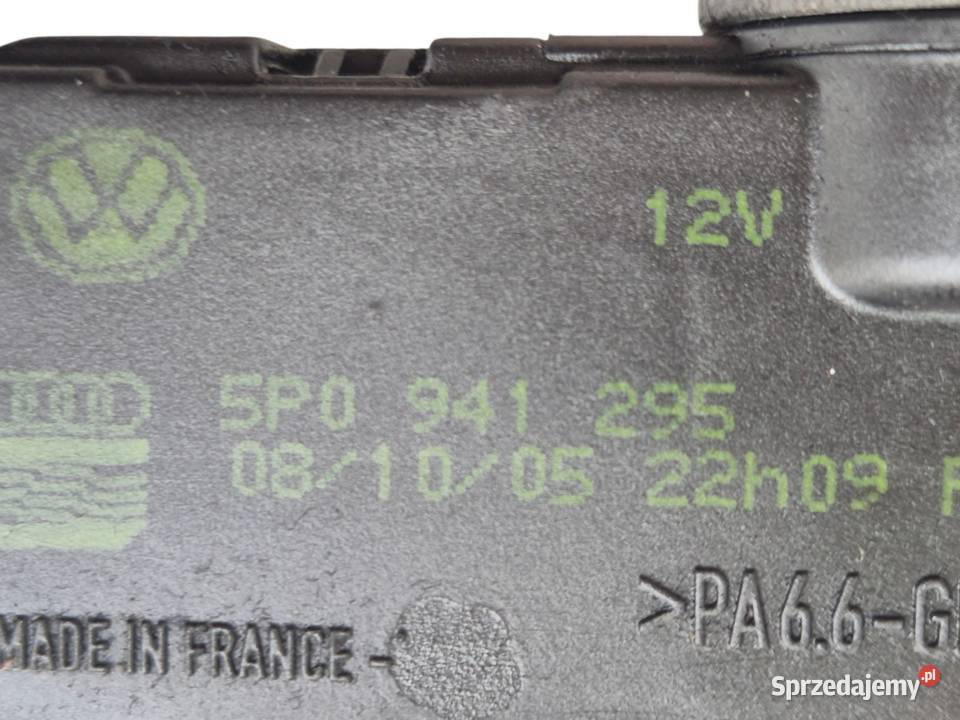 12V
5P0 941 295
08/10/05 22h09
>PA6.6-G
MADE IN FRANCE -
Sprzedajemy.pl